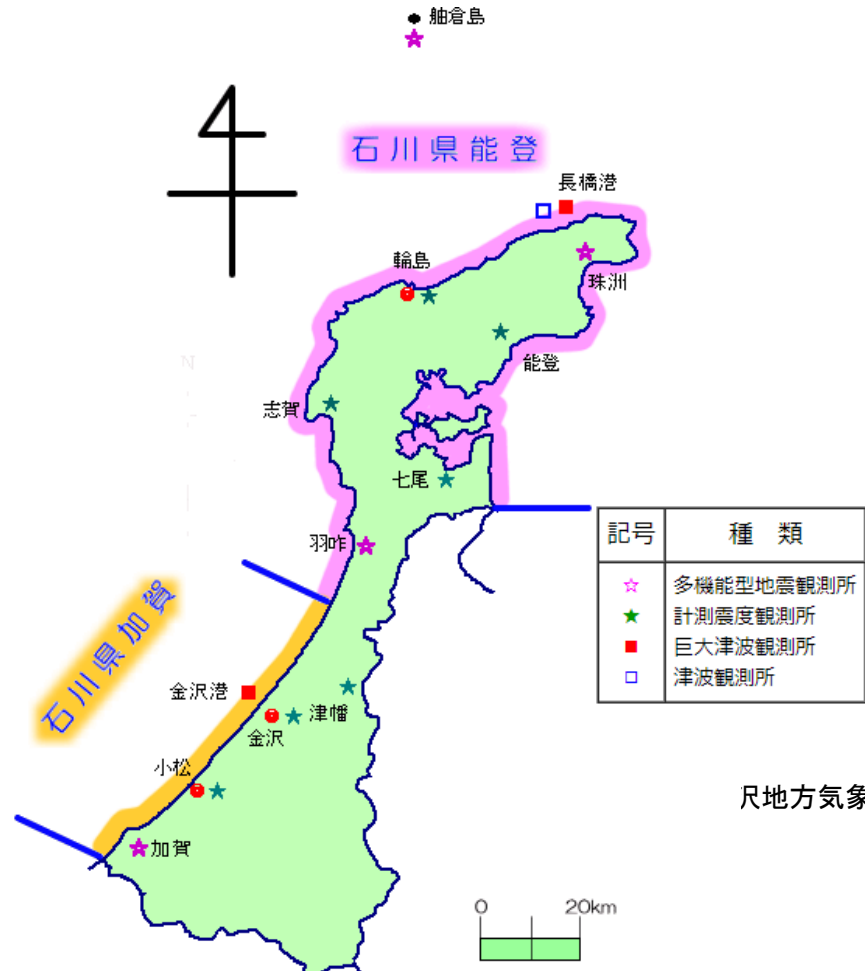 舳倉島
石川県能登
長橋港
輪島
珠洲
能登
志賀
七尾
羽咋
記号 種 類
☆ 多機能型地震観測所
★ 計測震度観測所
■ 巨大津波観測所
□ 津波観測所
石川県加賀
金沢港
津幡
金沢
小松
加賀
沢地方気象
0 20km
N